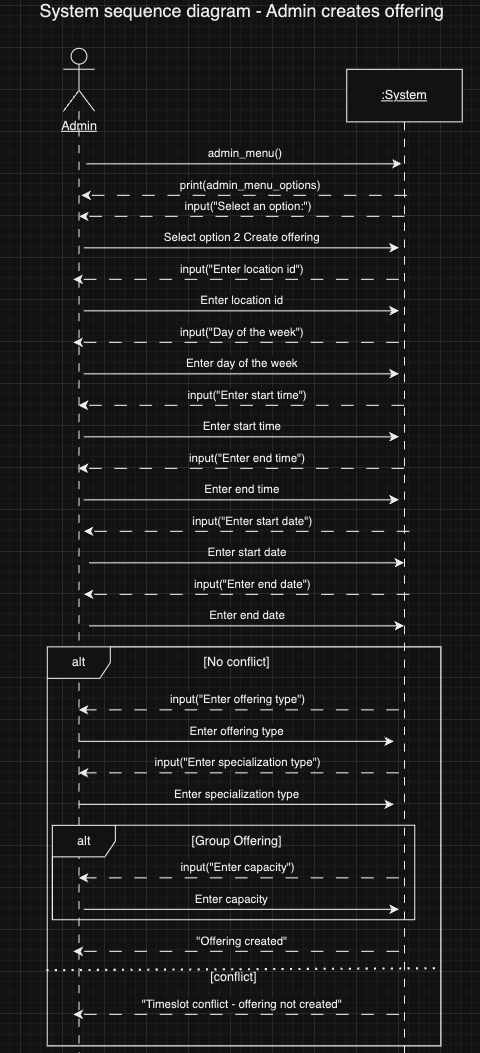 System sequence diagram - Admin creates offering
:System
Admin
admin_menu()
print(admin_menu_options)
input("Select an option:")
Select option 2 Create offering
input("Enter location id")
Enter location id
input("Day of the week")
Enter day of the week
input("Enter start time")
Enter start time
input("Enter end time")
Enter end time
input("Enter start date")
Enter start date
input("Enter end date")
Enter end date
alt
[No conflict]
input("Enter offering type")
Enter offering type
input("Enter specialization type")
Enter specialization type
alt
[Group Offering]
input("Enter capacity")
Enter capacity
"Offering created"
[conflict]
"Timeslot conflict - offering not created"